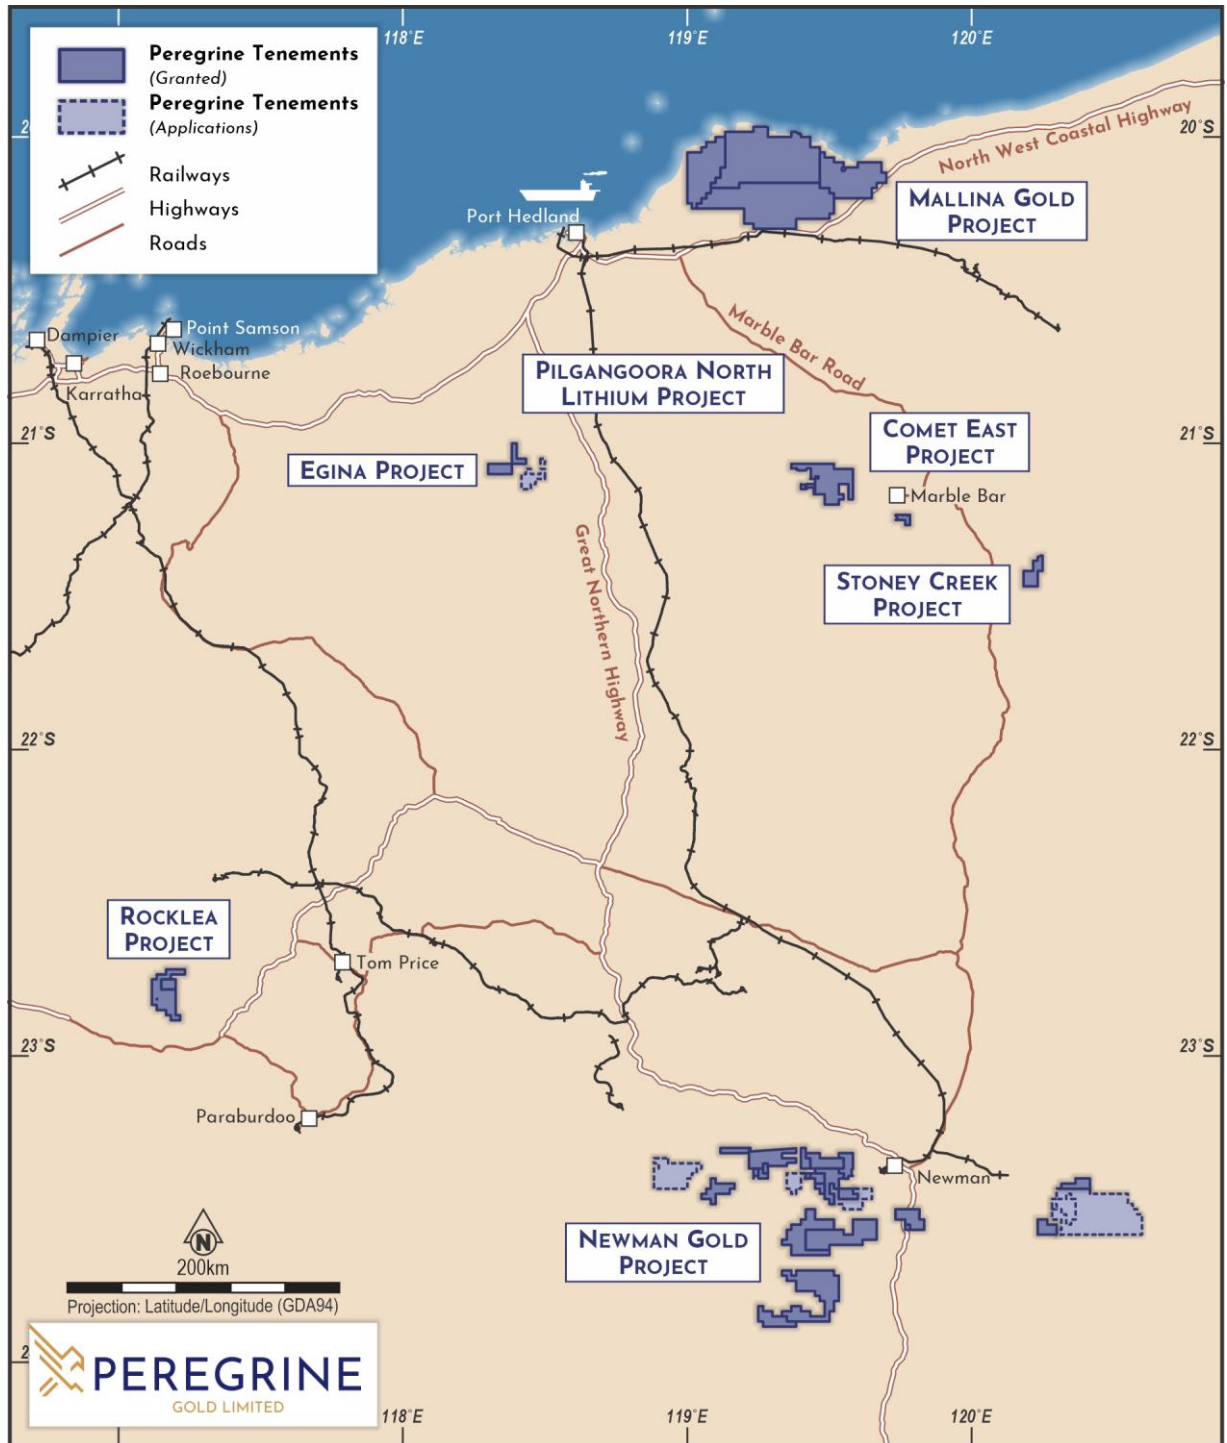 118°E
119°E
120°E
Peregrine Tenements
(Granted)
Peregrine Tenements
(Applications)
Railways
Highways
Roads
20°S
North West Coastal Highway
MALLINA GOLD
PROJECT
Port Hedland
Dampier
Point Samson
Wickham
Roebourne
Karratha
Marble Bar Road
PILGANGOORA NORTH
LITHIUM PROJECT
COMET EAST
PROJECT
21°S
21°S
EGINA PROJECT
Marble Bar
Great Northern Highway
STONEY CREEK
PROJECT
22°S
22°S
ROCKLEA
PROJECT
Tom Price
23°S
23°S
Paraburdoo
Newman
NEWMAN GOLD
PROJECT
N
200km
Projection: Latitude/Longitude (GDA94)
PEREGRINE
GOLD LIMITED
118°E
119°E
120°E